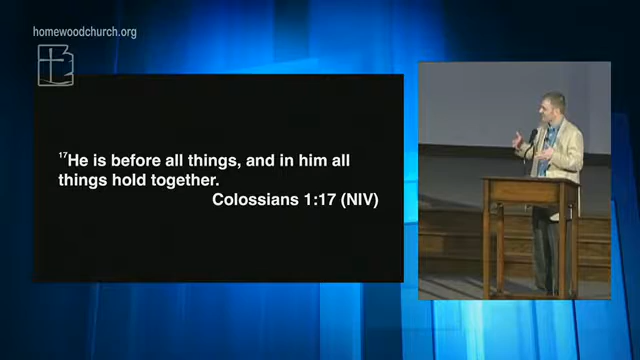 homewoodchurch.org
17He is before all things, and in him all
things hold together.
Colossians 1:17 (NIV)